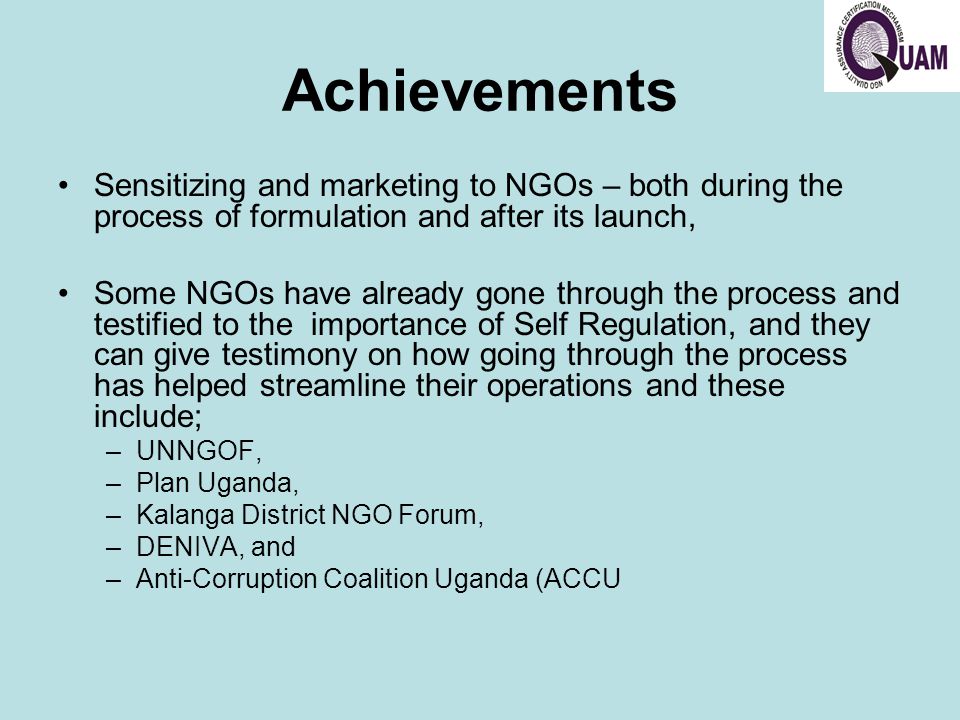 NGO QUALITY ASSURANCE CERTIFICATION MECHANISM
QUAM
Achievements
• Sensitizing and marketing to NGOs – both during the
process of formulation and after its launch,
• Some NGOs have already gone through the process and
testified to the importance of Self Regulation, and they
can give testimony on how going through the process
has helped streamline their operations and these
include;
– UNNGOF,
– Plan Uganda,
– Kalanga District NGO Forum,
– DENIVA, and
– Anti-Corruption Coalition Uganda (ACCU